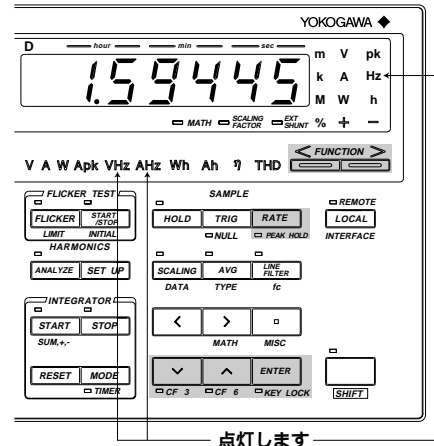 YOKOGAWA
D hour min sec m V pk
1.59445 k A Hz
M W h
MATH SCALING FACTOR EXT SHUNT % + −
V A W Apk VHz AHz Wh Ah η THD < FUNCTION >
FLICKER TEST SAMPLE
REMOTE
FLICKER START /STOP HOLD TRIG RATE LOCAL
LIMIT INITIAL NULL PEAK HOLD INTERFACE
HARMONICS
ANALYZE SET UP SCALING AVG LINE FILTER
DATA TYPE fc
INTEGRATOR
START STOP < > ▫
SUM,+,- MATH MISC
RESET MODE ∨ ∧ ENTER
TIMER CF 3 CF 6 KEY LOCK SHIFT
点灯します